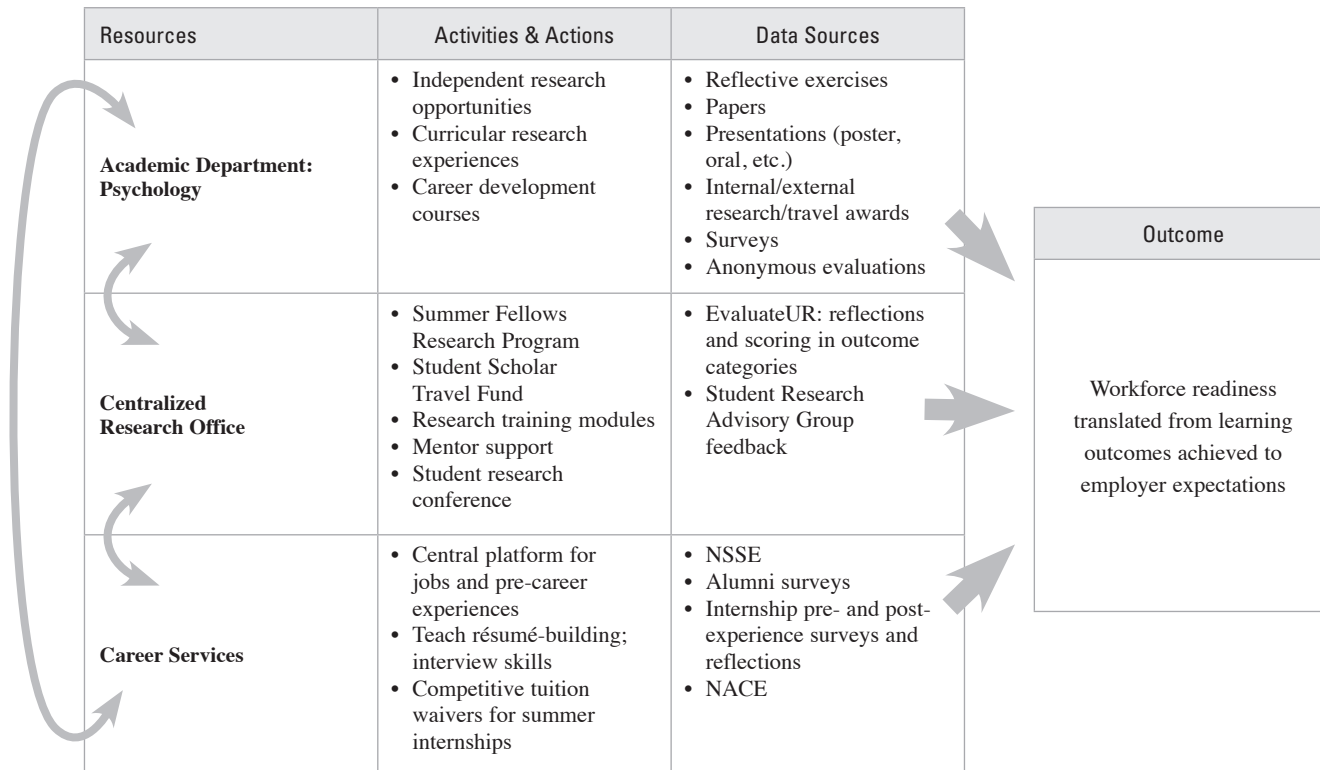 Resources
Activities & Actions
Data Sources
Academic Department:
Psychology
• Independent research
opportunities
• Curricular research
experiences
• Career development
courses
• Reflective exercises
• Papers
• Presentations (poster,
oral, etc.)
• Internal/external
research/travel awards
• Surveys
• Anonymous evaluations
Centralized
Research Office
• Summer Fellows
Research Program
• Student Scholar
Travel Fund
• Research training modules
• Mentor support
• Student research
conference
• EvaluateUR: reflections
and scoring in outcome
categories
• Student Research
Advisory Group
feedback
Career Services
• Central platform for
jobs and pre-career
experiences
• Teach résumé-building;
interview skills
• Competitive tuition
waivers for summer
internships
• NSSE
• Alumni surveys
• Internship pre- and post-
experience surveys and
reflections
• NACE
Outcome
Workforce readiness
translated from learning
outcomes achieved to
employer expectations